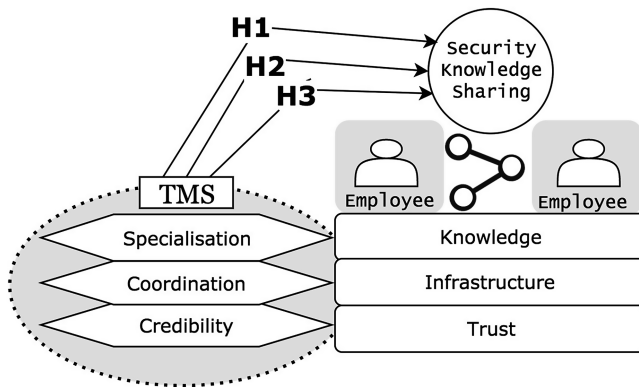 H1
H2
H3
Security
Knowledge
Sharing
Employee
Employee
TMS
Specialisation
Knowledge
Coordination
Infrastructure
Credibility
Trust